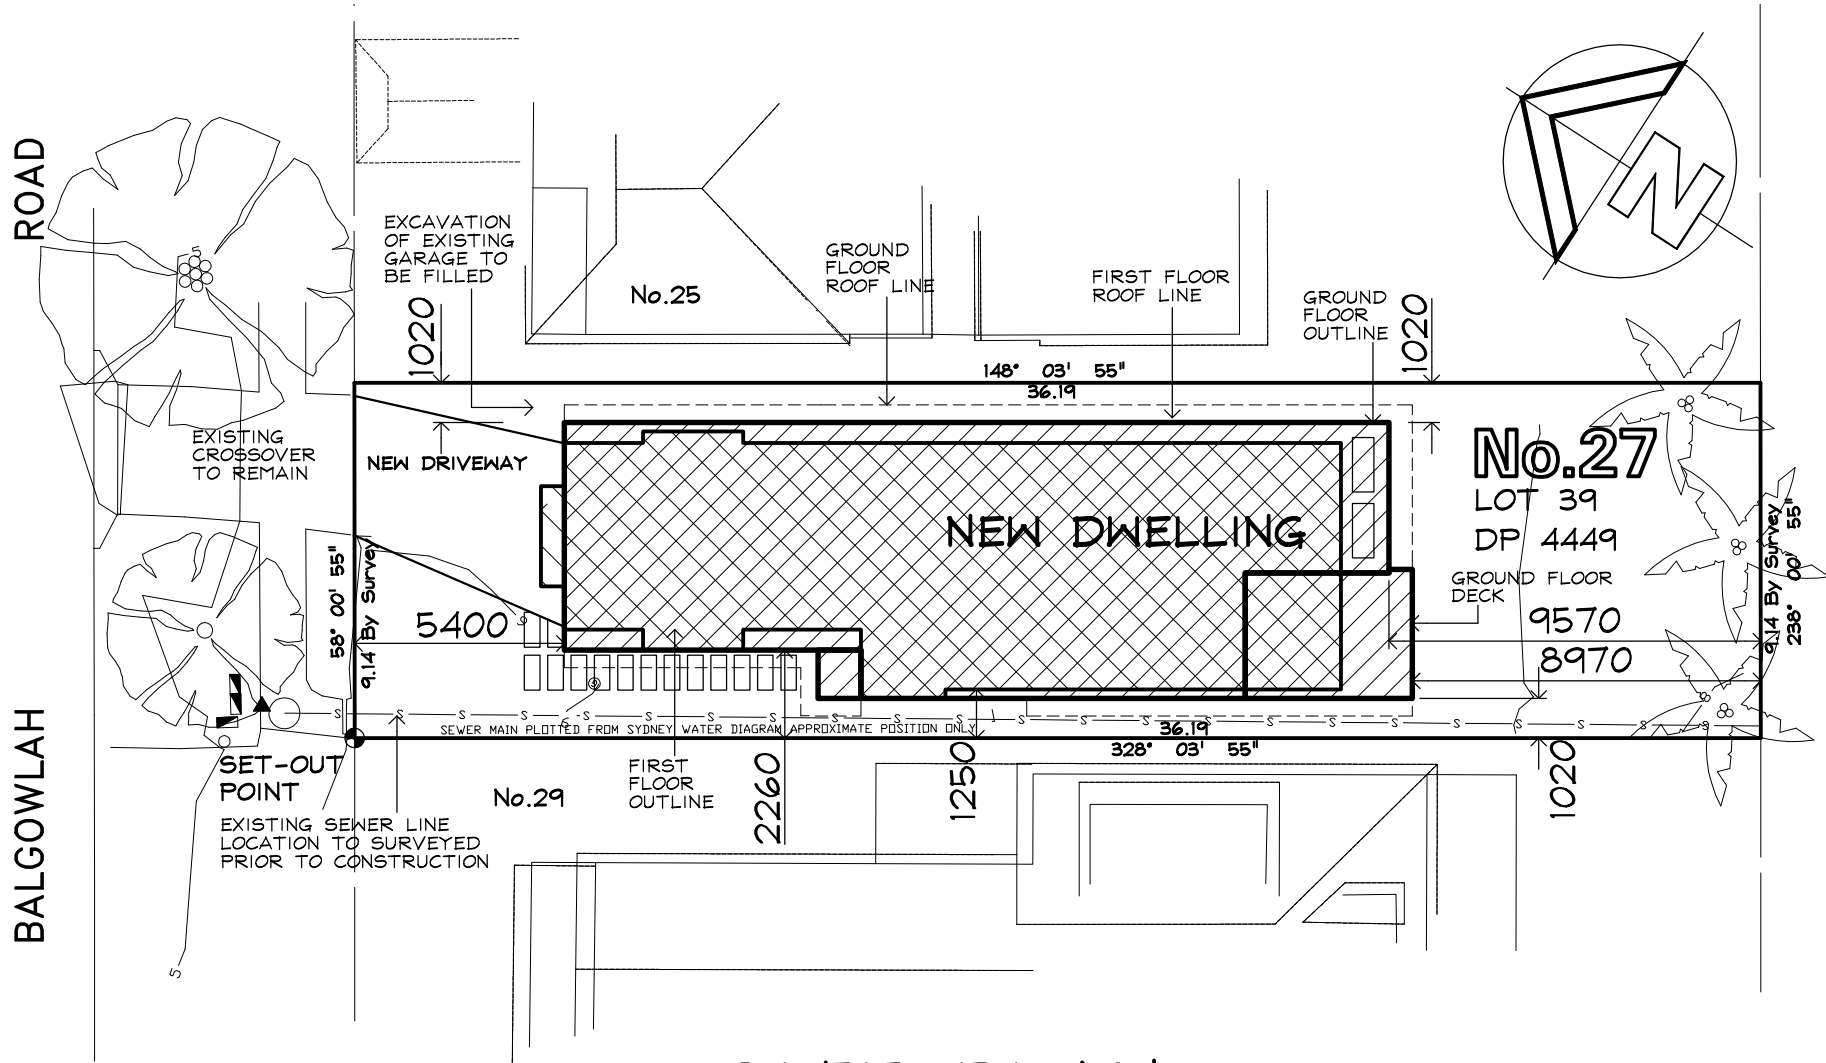 BALGOWLAH ROAD
EXCAVATION
OF EXISTING
GARAGE TO
BE FILLED
No.25
GROUND
FLOOR
ROOF LINE
FIRST FLOOR
ROOF LINE
GROUND
FLOOR
OUTLINE
N
1020
1020
148° 03' 55"
36.19
EXISTING
CROSSOVER
TO REMAIN
NEW DRIVEWAY
NEW DWELLING
No.27
LOT 39
DP 4449
GROUND FLOOR
DECK
9570
8970
58° 00' 55"
9.14 By Survey
5400
9.14 By Survey
238° 00' 55"
S S S S S S S S S S S S S S S S S S S S S S S
SEWER MAIN PLOTTED FROM SYDNEY WATER DIAGRAM APPROXIMATE POSITION ONLY
36.19
328° 03' 55"
SET-OUT
POINT
No.29
FIRST
FLOOR
OUTLINE
2260
1250
1020
EXISTING SEWER LINE
LOCATION TO SURVEYED
PRIOR TO CONSTRUCTION
5
5